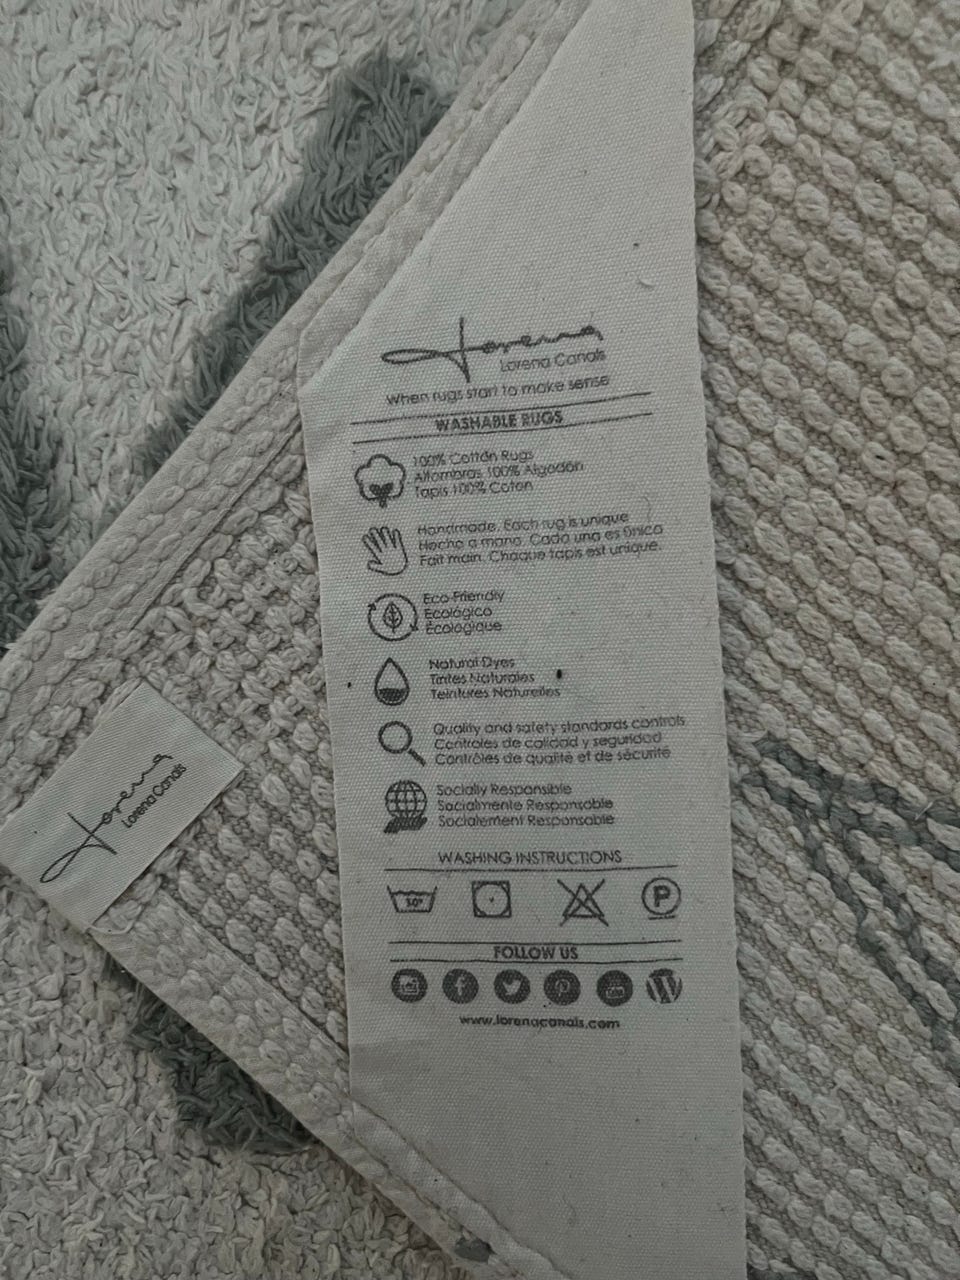 Lorena
Lorena Canals
When rugs start to make sense
WASHABLE RUGS
100% Cotton Rugs
Alfombras 100% Algodón
Tapis 100% Coton
Handmade. Each rug is unique
Hecho a mano. Cada una es única
Fait main. Chaque tapis est unique.
Eco-Friendly
Ecológico
Écologique
Natural Dyes
Tintes Naturales
Teintures Naturelles
Quality and safety standards controls
Controles de calidad y seguridad
Contrôles de qualité et de sécurité
Socially Responsible
Socialmente Responsable
Socialement Responsable
WASHING INSTRUCTIONS
30° P
FOLLOW US
www.lorenacanals.com
Lorena
Lorena Canals